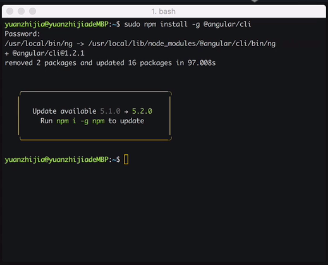 1. bash
yuanzhijia@yuanzhijiadeMBP:~$ sudo npm install -g @angular/cli
Password:
/usr/local/bin/ng -> /usr/local/lib/node_modules/@angular/cli/bin/ng
+ @angular/cli@1.2.1
removed 2 packages and updated 16 packages in 97.008s
Update available 5.1.0 → 5.2.0
Run npm i -g npm to update
yuanzhijia@yuanzhijiadeMBP:~$